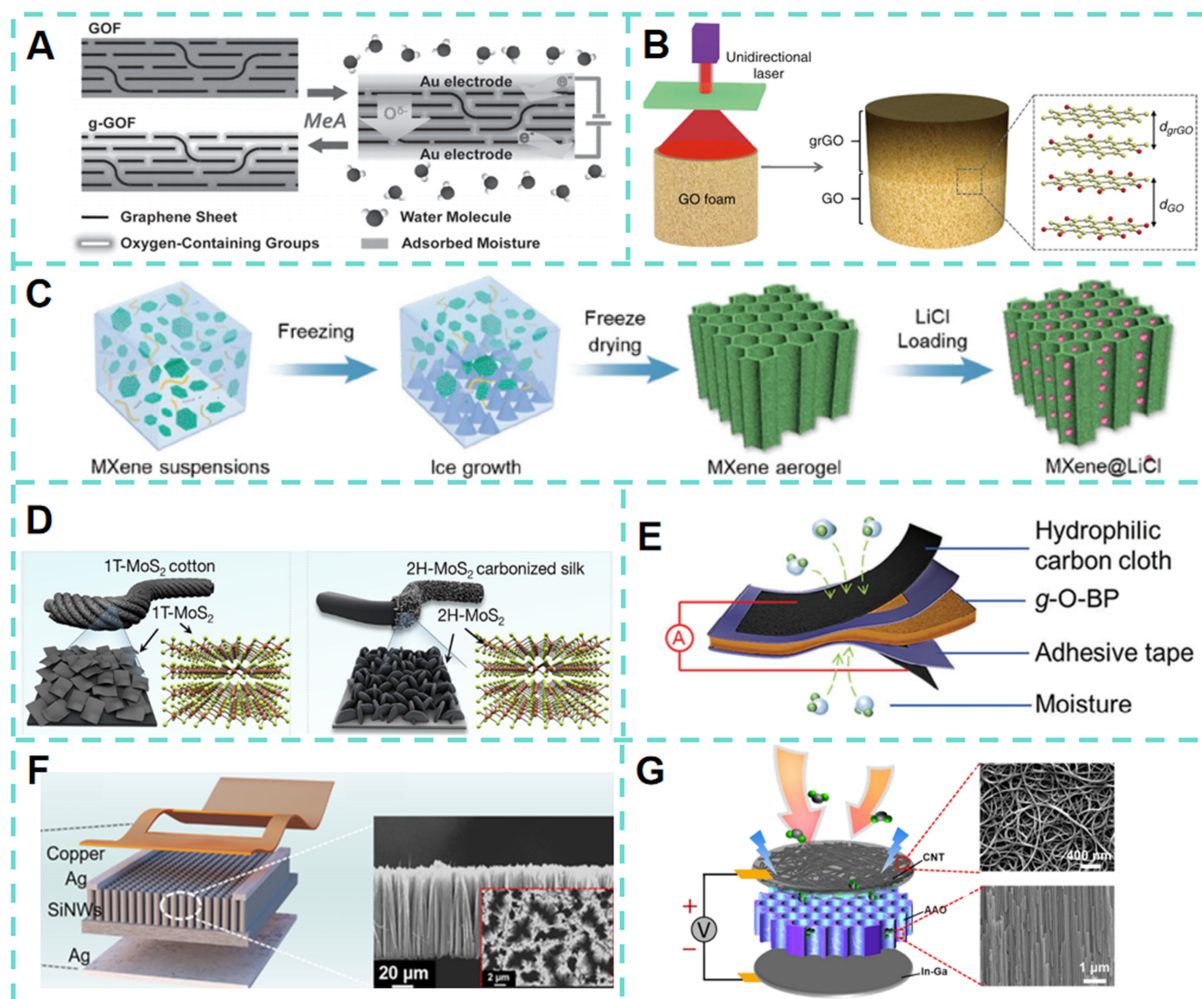 A
GOF
g-GOF
MeA
Au electrode
e⁻
Oδ-
e⁻
Au electrode
Graphene Sheet
Water Molecule
Oxygen-Containing Groups
Adsorbed Moisture
B
Unidirectional
laser
GO foam
grGO
GO
dgrGO
dGO
C
Freezing
Freeze
drying
LiCl
Loading
MXene suspensions
Ice growth
MXene aerogel
MXene@LiCl
D
1T-MoS2 cotton
1T-MoS2
2H-MoS2 carbonized silk
2H-MoS2
E
A
Hydrophilic
carbon cloth
g-O-BP
Adhesive tape
Moisture
F
Copper
Ag
SiNWs
Ag
20 μm
2 μm
G
CNT
AAO
In-Ga
+
V
−
400 nm
1 μm